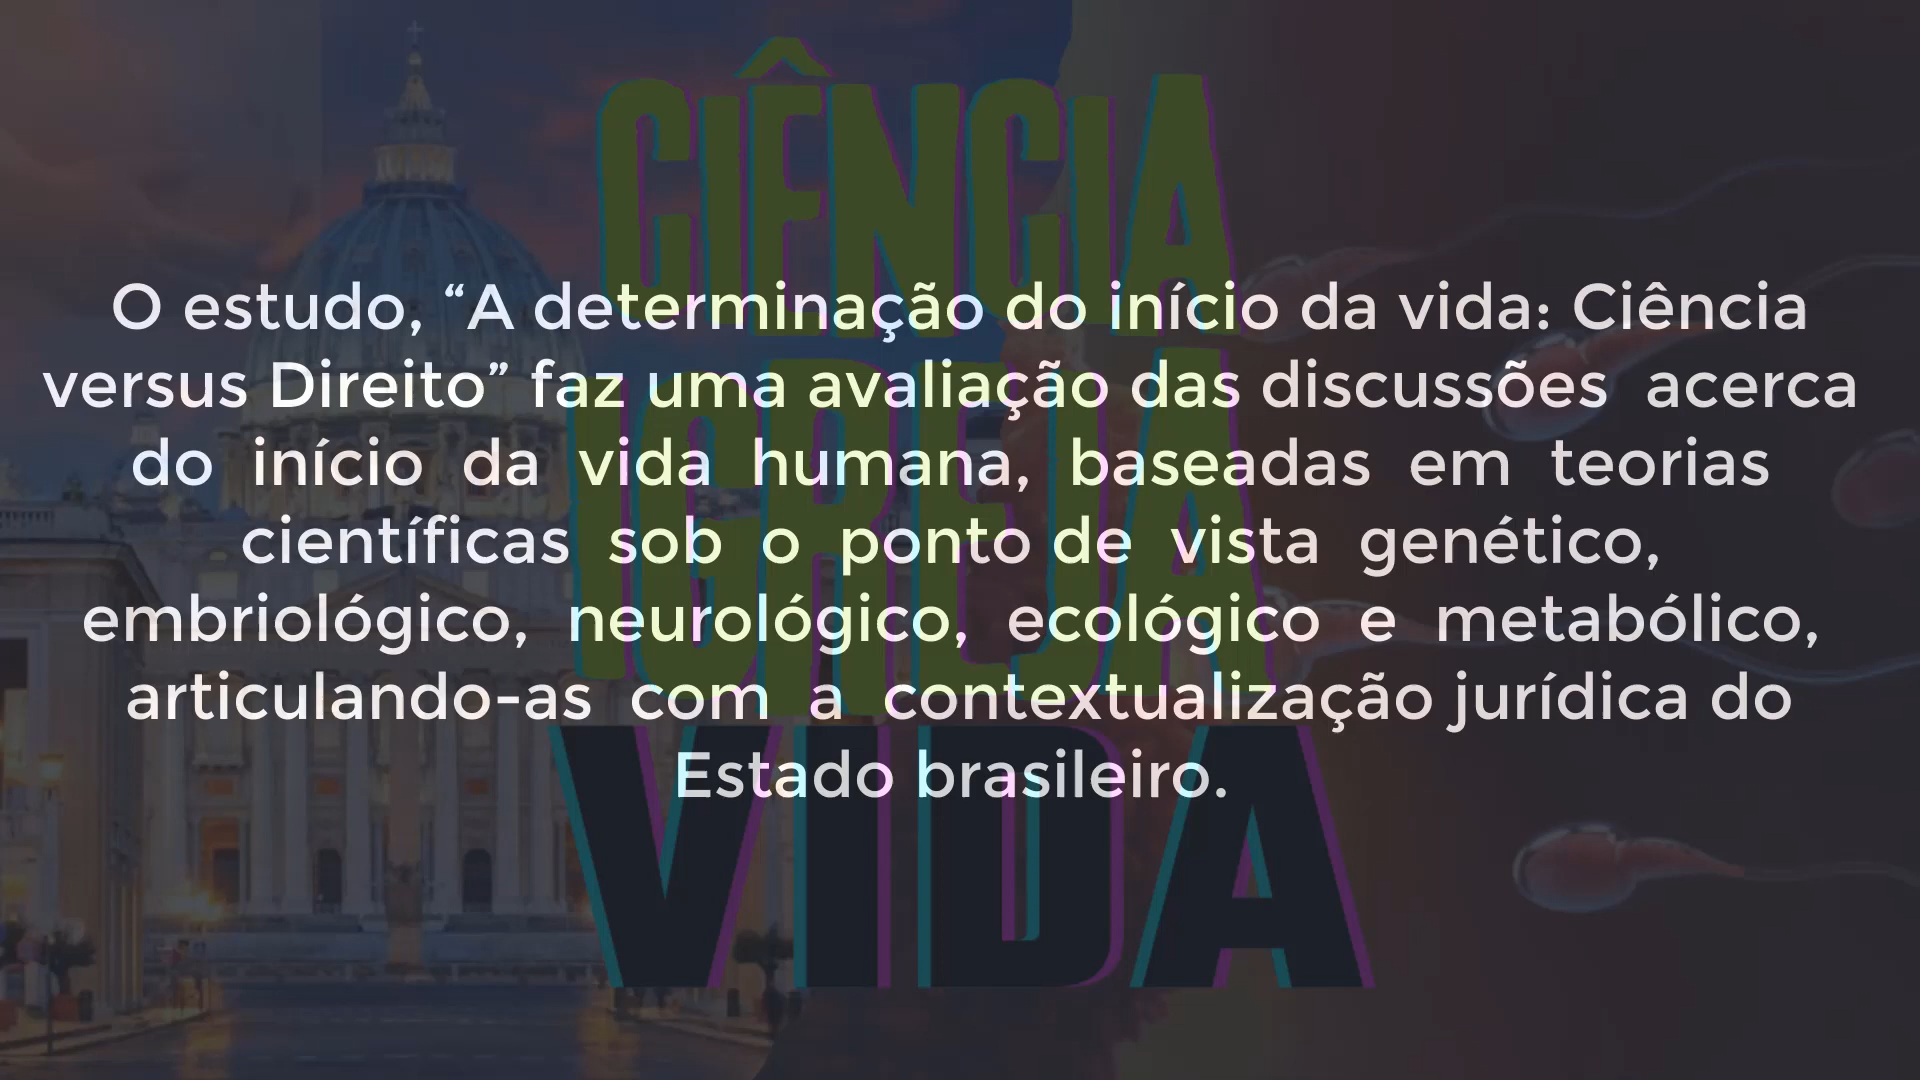 CIÊNCIA
IGREJA
VIDA
O estudo, “A determinação do início da vida: Ciência
versus Direito” faz uma avaliação das discussões acerca
do início da vida humana, baseadas em teorias
científicas sob o ponto de vista genético,
embriológico, neurológico, ecológico e metabólico,
articulando-as com a contextualização jurídica do
Estado brasileiro.